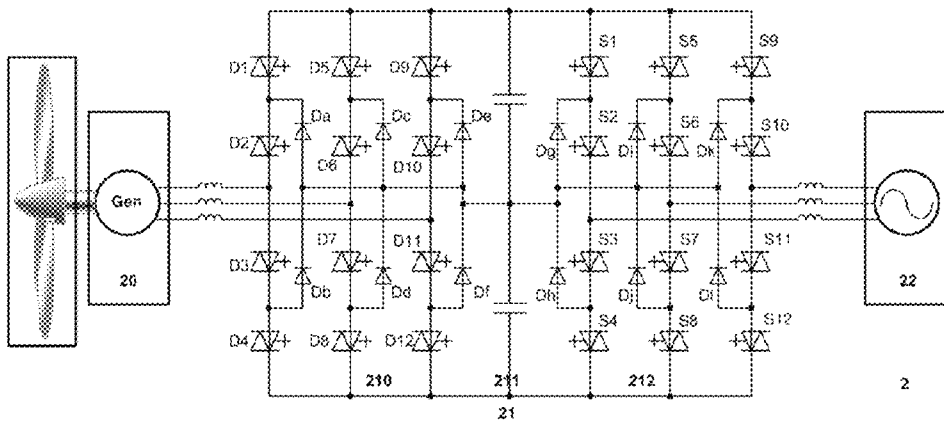 D1 D5 D9 S1 S5 S9
Da Dc De
D2 D6 D10 Dg S2 Di S6 Dk S10
Gen
D3 D7 D11 S3 S7 S11
20 Db Dd Df Dh Dj Dl 22
D4 D8 D12 S4 S8 S12
210 211 212 2
21